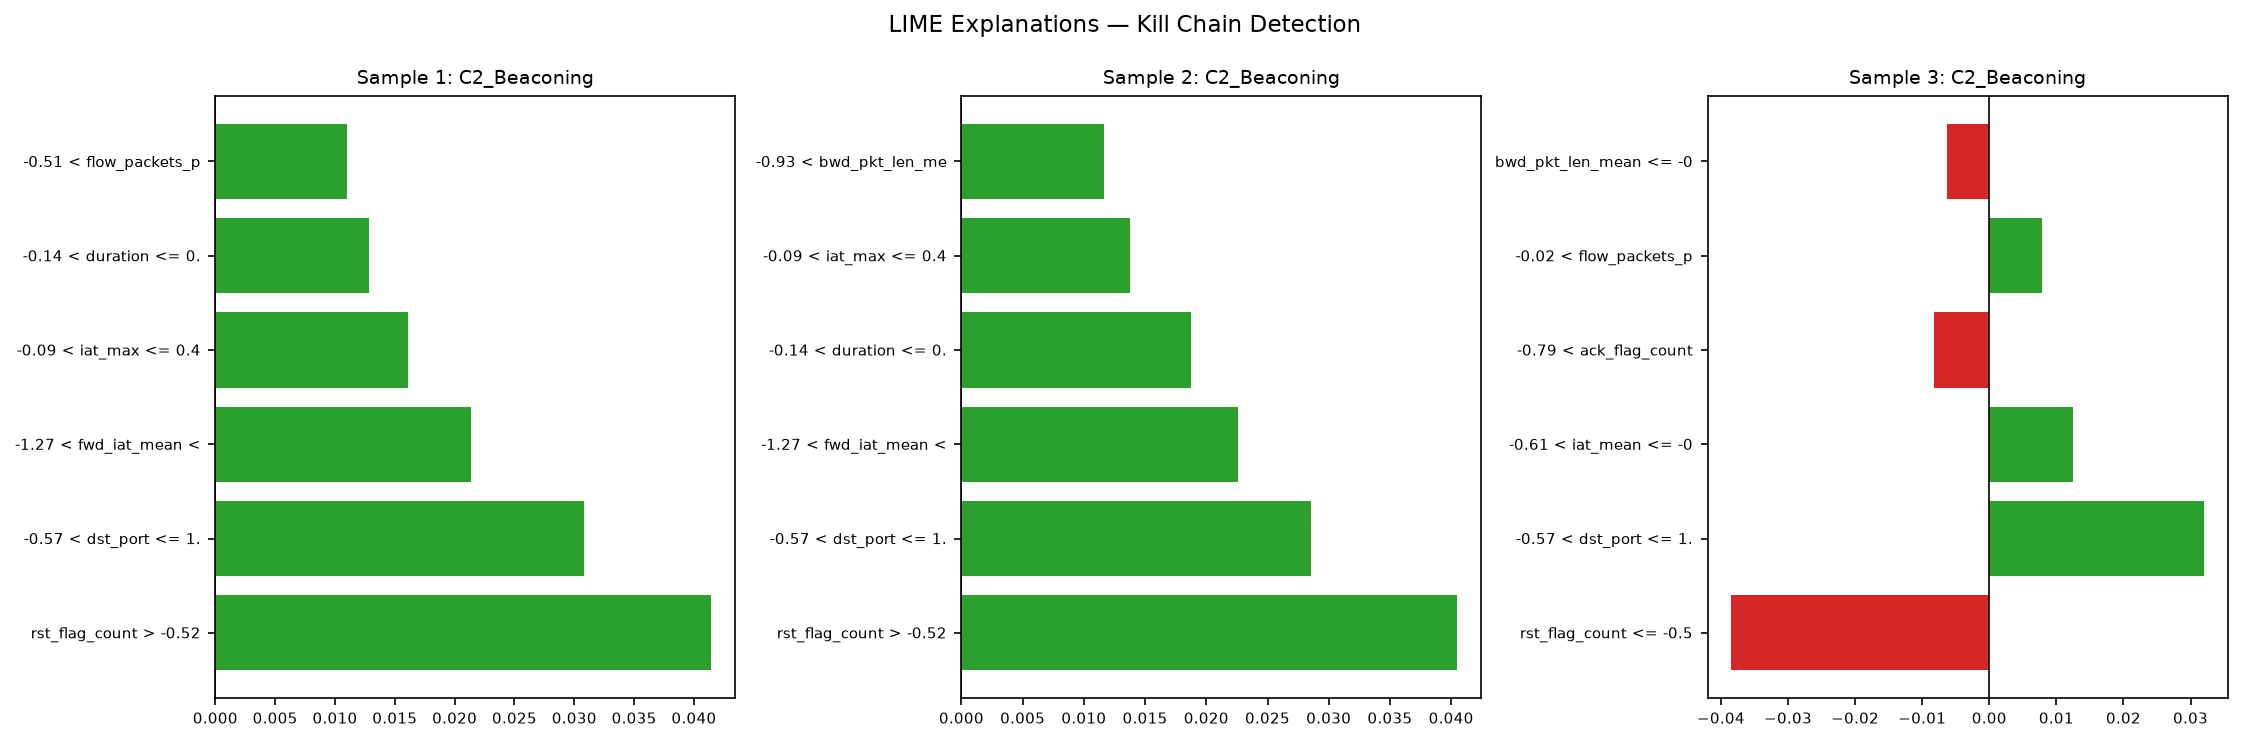 LIME Explanations — Kill Chain Detection
Sample 1: C2_Beaconing
-0.51 < flow_packets_p
-0.14 < duration <= 0.
-0.09 < iat_max <= 0.4
-1.27 < fwd_iat_mean <
-0.57 < dst_port <= 1.
rst_flag_count > -0.52
0.000 0.005 0.010 0.015 0.020 0.025 0.030 0.035 0.040
Sample 2: C2_Beaconing
-0.93 < bwd_pkt_len_me
-0.09 < iat_max <= 0.4
-0.14 < duration <= 0.
-1.27 < fwd_iat_mean <
-0.57 < dst_port <= 1.
rst_flag_count > -0.52
0.000 0.005 0.010 0.015 0.020 0.025 0.030 0.035 0.040
Sample 3: C2_Beaconing
bwd_pkt_len_mean <= -0
-0.02 < flow_packets_p
-0.79 < ack_flag_count
-0.61 < iat_mean <= -0
-0.57 < dst_port <= 1.
rst_flag_count <= -0.5
−0.04 −0.03 −0.02 −0.01 0.00 0.01 0.02 0.03